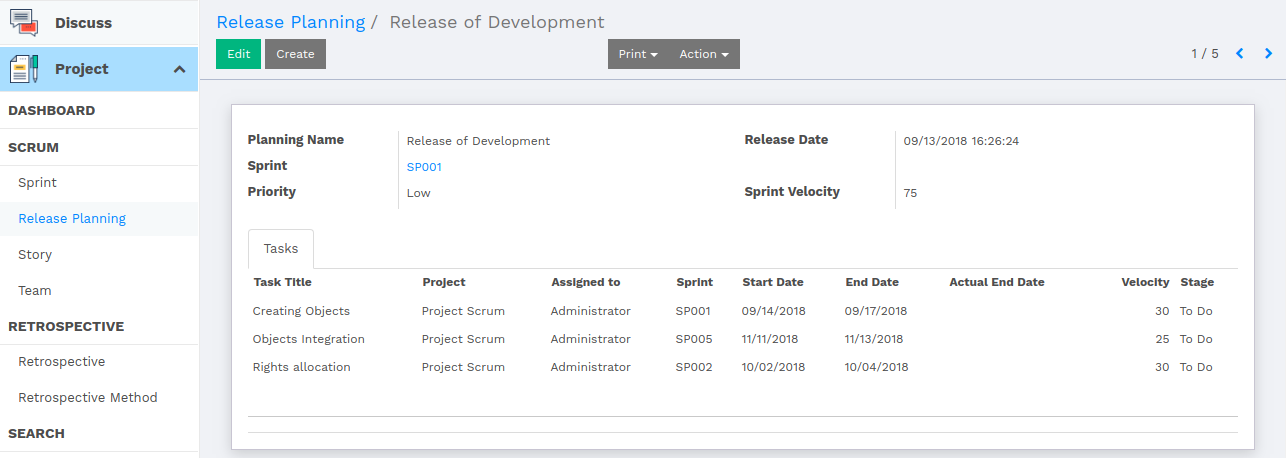 Discuss
Project
DASHBOARD
SCRUM
Sprint
Release Planning
Story
Team
RETROSPECTIVE
Retrospective
Retrospective Method
SEARCH
Release Planning / Release of Development
Edit Create Print Action 1 / 5
Planning Name Release of Development Release Date 09/13/2018 16:26:24
Sprint SP001
Priority Low Sprint Velocity 75
Tasks
Task Title Project Assigned to Sprint Start Date End Date Actual End Date Velocity Stage
Creating Objects Project Scrum Administrator SP001 09/14/2018 09/17/2018 30 To Do
Objects Integration Project Scrum Administrator SP005 11/11/2018 11/13/2018 25 To Do
Rights allocation Project Scrum Administrator SP002 10/02/2018 10/04/2018 30 To Do